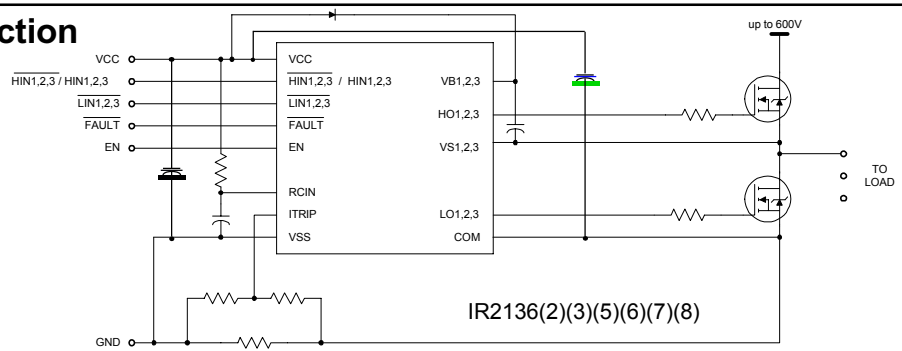 ction
up to 600V
VCC
HIN1,2,3 / HIN1,2,3
LIN1,2,3
FAULT
EN
GND
VCC
HIN1,2,3 / HIN1,2,3
LIN1,2,3
FAULT
EN
RCIN
ITRIP
VSS
VB1,2,3
HO1,2,3
VS1,2,3
LO1,2,3
COM
TO
LOAD
IR2136(2)(3)(5)(6)(7)(8)